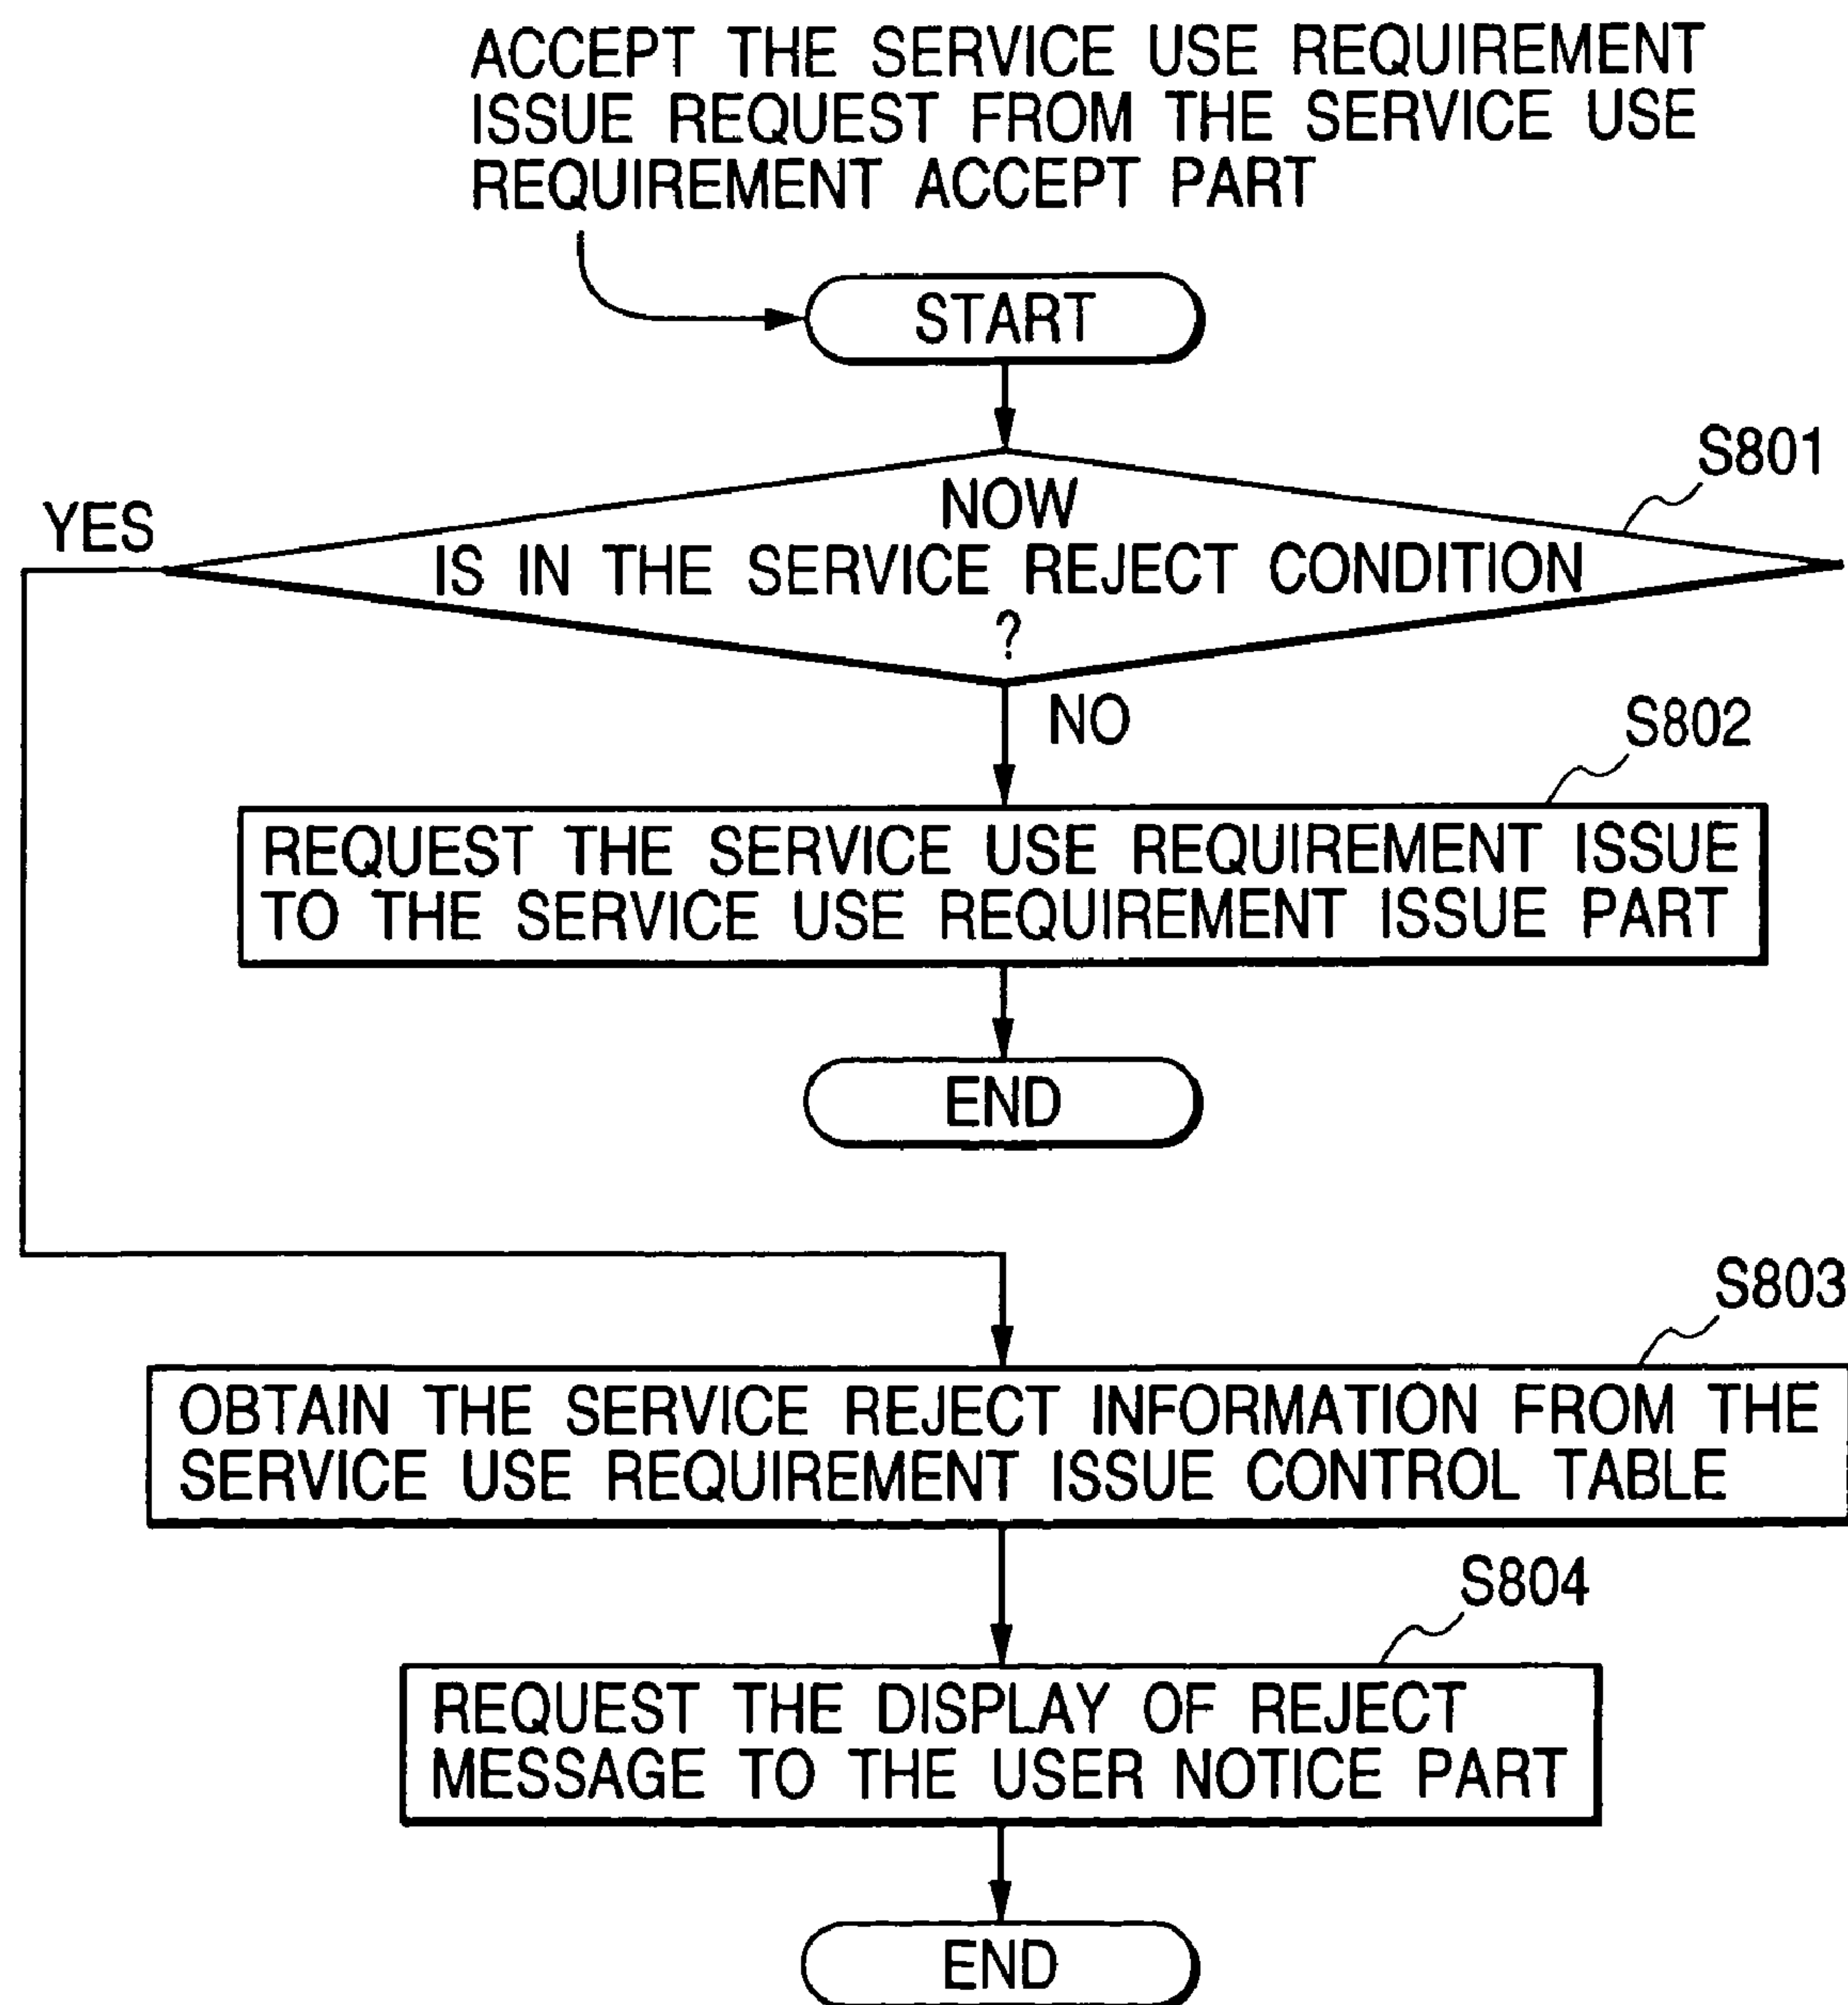 ACCEPT THE SERVICE USE REQUIREMENT
ISSUE REQUEST FROM THE SERVICE USE
REQUIREMENT ACCEPT PART
START
S801
YES
NOW
IS IN THE SERVICE REJECT CONDITION
?
NO
S802
REQUEST THE SERVICE USE REQUIREMENT ISSUE
TO THE SERVICE USE REQUIREMENT ISSUE PART
END
S803
OBTAIN THE SERVICE REJECT INFORMATION FROM THE
SERVICE USE REQUIREMENT ISSUE CONTROL TABLE
S804
REQUEST THE DISPLAY OF REJECT
MESSAGE TO THE USER NOTICE PART
END